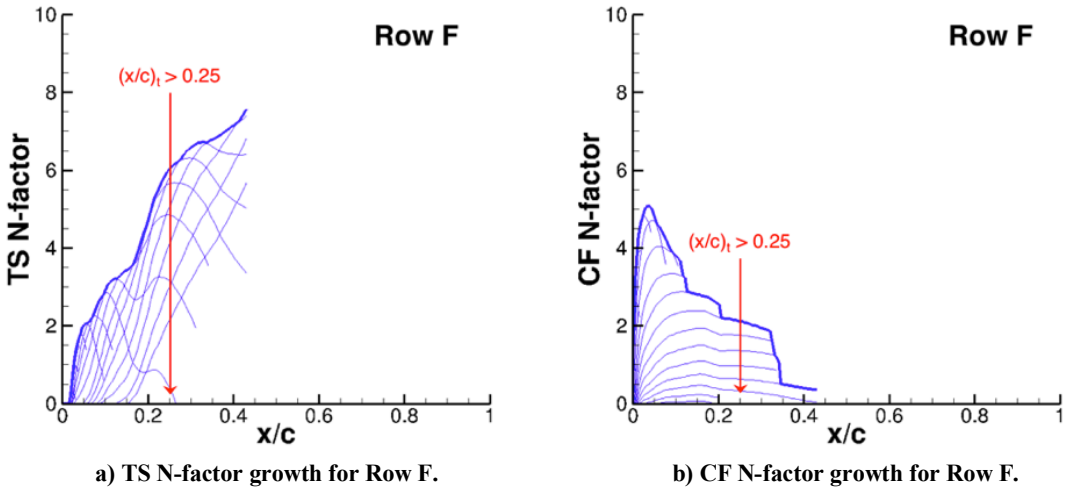 Row F
(x/c)t > 0.25
TS N-factor
10
8
6
4
2
0
0 0.2 0.4 0.6 0.8 1
x/c
a) TS N-factor growth for Row F.
Row F
(x/c)t > 0.25
CF N-factor
10
8
6
4
2
0
0 0.2 0.4 0.6 0.8 1
x/c
b) CF N-factor growth for Row F.